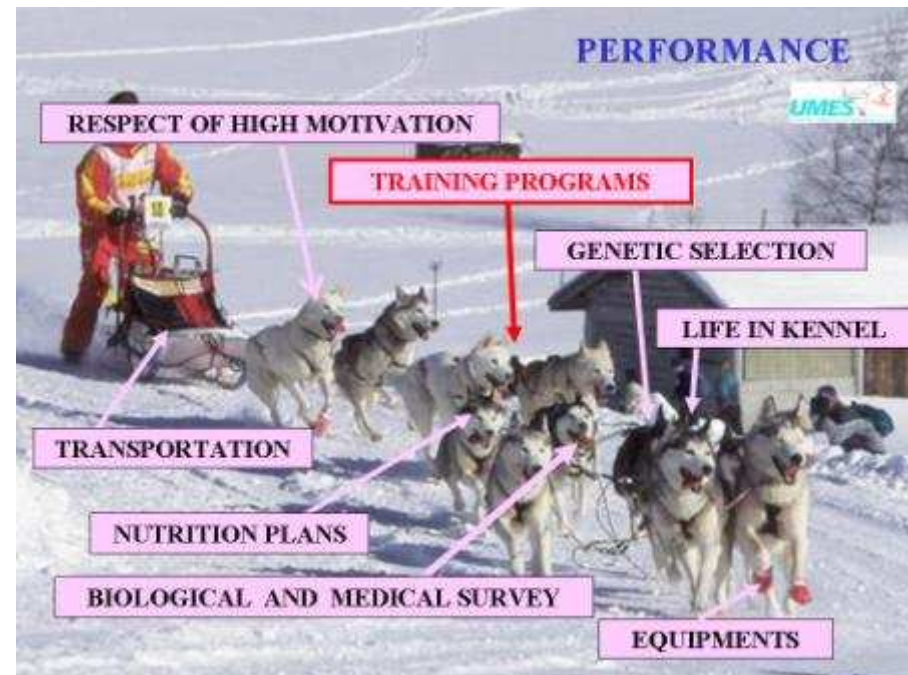 PERFORMANCE
UMES
RESPECT OF HIGH MOTIVATION
TRAINING PROGRAMS
GENETIC SELECTION
LIFE IN KENNEL
TRANSPORTATION
NUTRITION PLANS
BIOLOGICAL AND MEDICAL SURVEY
EQUIPMENTS